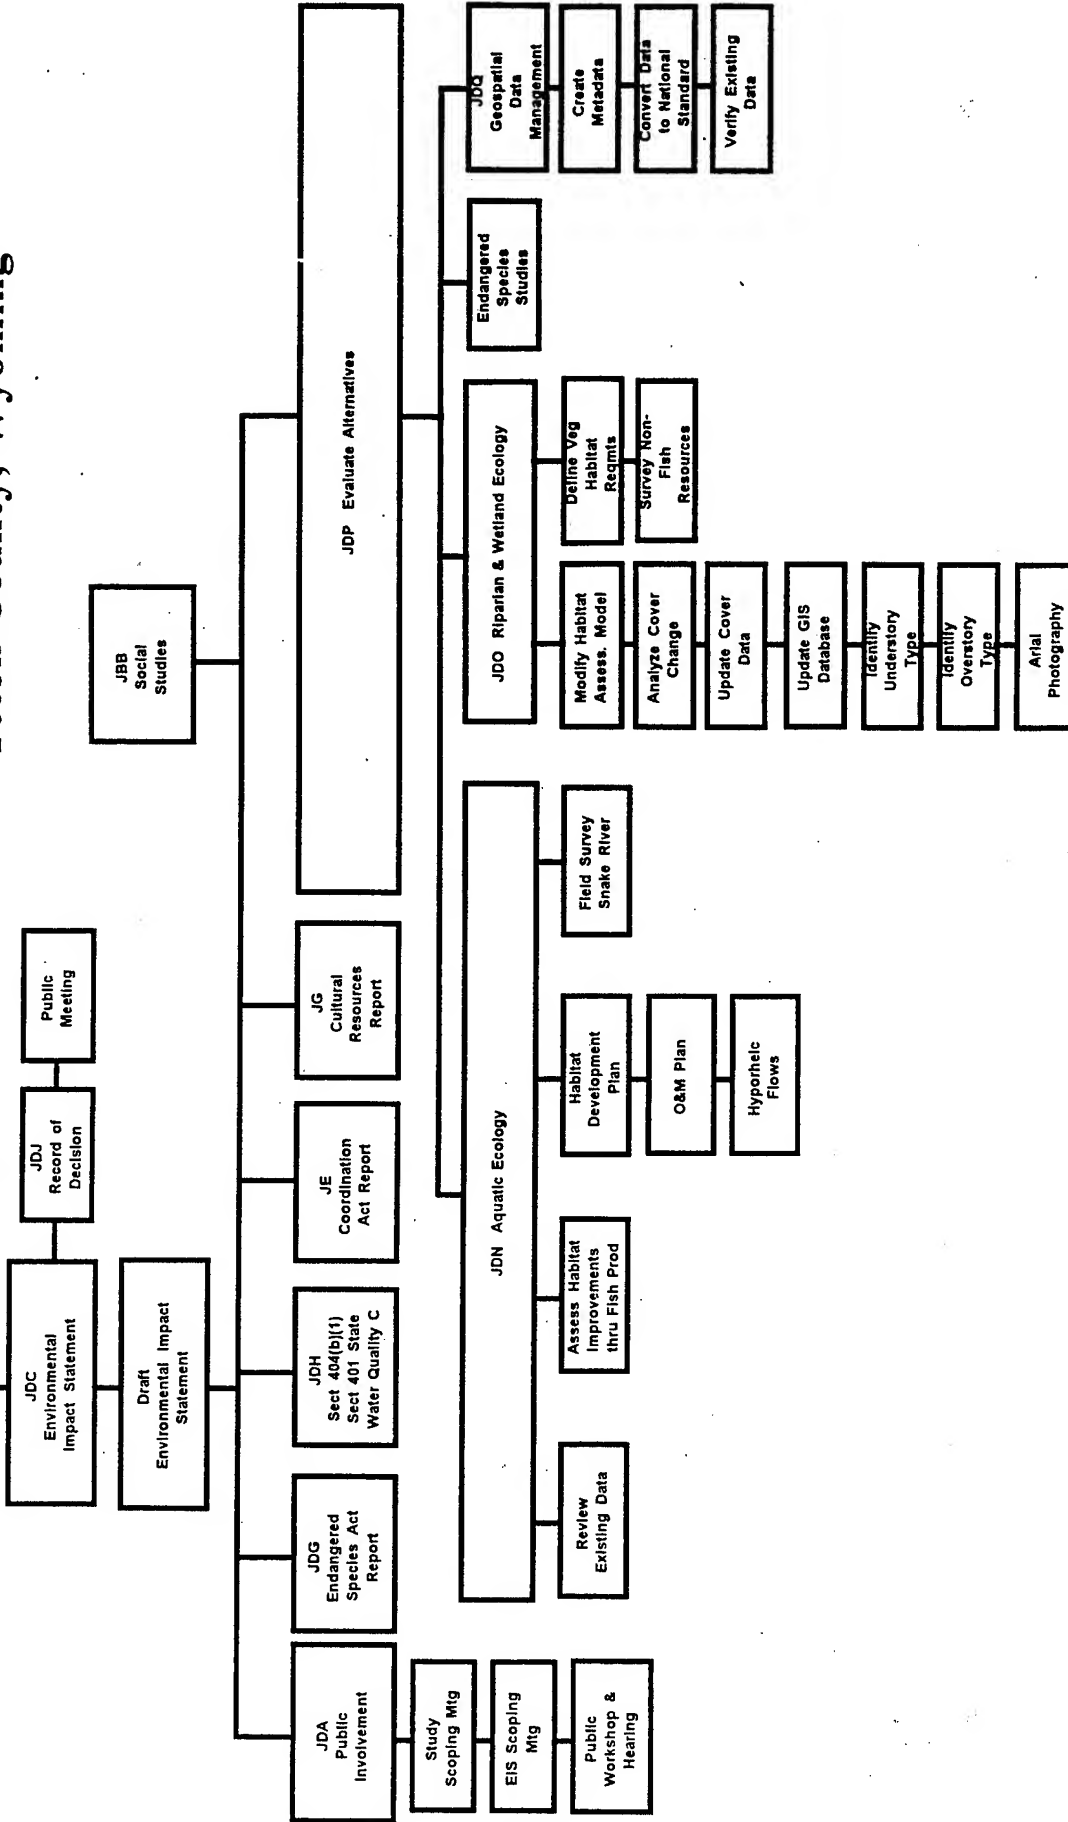 County, Wyoming
JDC
Environmental
Impact Statement
JDJ
Record of
Decision
Public
Meeting
Draft
Environmental Impact
Statement
JBB
Social
Studies
JDA
Public
Involvement
Study
Scoping Mtg
EIS Scoping
Mtg
Public
Workshop &
Hearing
JDG
Endangered
Species Act
Report
JDH
Sect 404(b)(1)
Sect 401 State
Water Quality C
JE
Coordination
Act Report
JG
Cultural
Resources
Report
JDP Evaluate Alternatives
JDN Aquatic Ecology
Review
Existing Data
Assess Habitat
Improvements
thru Fish Prod
Habitat
Development
Plan
O&M Plan
Hyporheic
Flows
Field Survey
Snake River
JDO Riparian & Wetland Ecology
Modify Habitat
Assess. Model
Analyze Cover
Change
Update Cover
Data
Update GIS
Database
Identify
Understory
Type
Identify
Overstory
Type
Arial
Photography
Define Veg
Habitat
Reqmts
Survey Non-
Fish
Resources
Endangered
Species
Studies
JDQ
Geospatial
Data
Management
Create
Metadata
Convert Data
to National
Standard
Verify Existing
Data